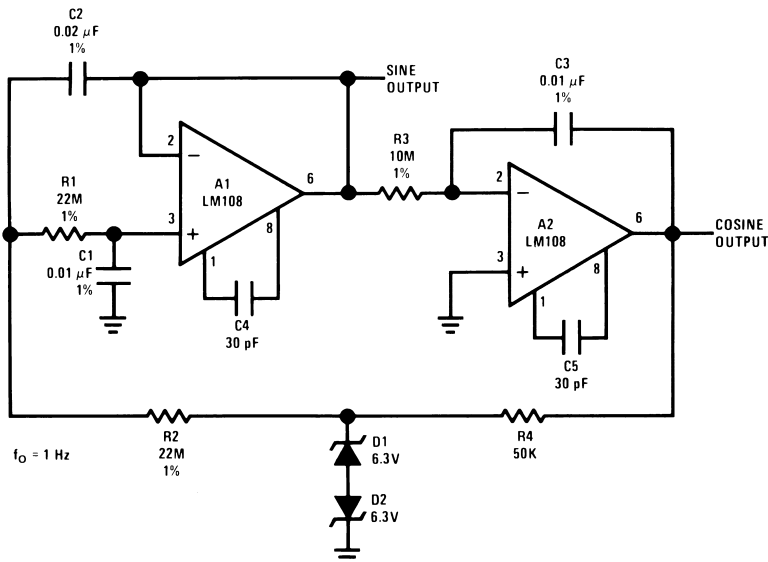 C2
0.02 μF
1%
SINE
OUTPUT
C3
0.01 μF
1%
2
−
A1
LM108
6
R3
10M
1%
R1
22M
1%
3
+
8
1
C1
0.01 μF
1%
C4
30 pF
2
−
A2
LM108
6
COSINE
OUTPUT
3
+
8
1
C5
30 pF
R2
22M
1%
R4
50K
D1
6.3V
D2
6.3V
fO = 1 Hz